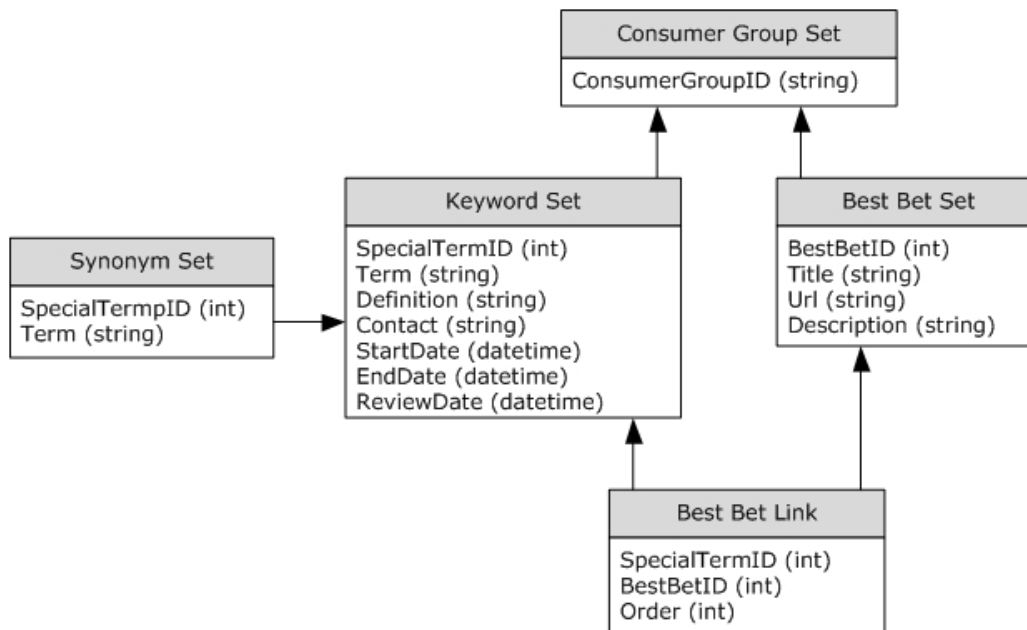 Consumer Group Set
ConsumerGroupID (string)
Keyword Set
SpecialTermID (int)
Term (string)
Definition (string)
Contact (string)
StartDate (datetime)
EndDate (datetime)
ReviewDate (datetime)
Best Bet Set
BestBetID (int)
Title (string)
Url (string)
Description (string)
Synonym Set
SpecialTermpID (int)
Term (string)
Best Bet Link
SpecialTermID (int)
BestBetID (int)
Order (int)